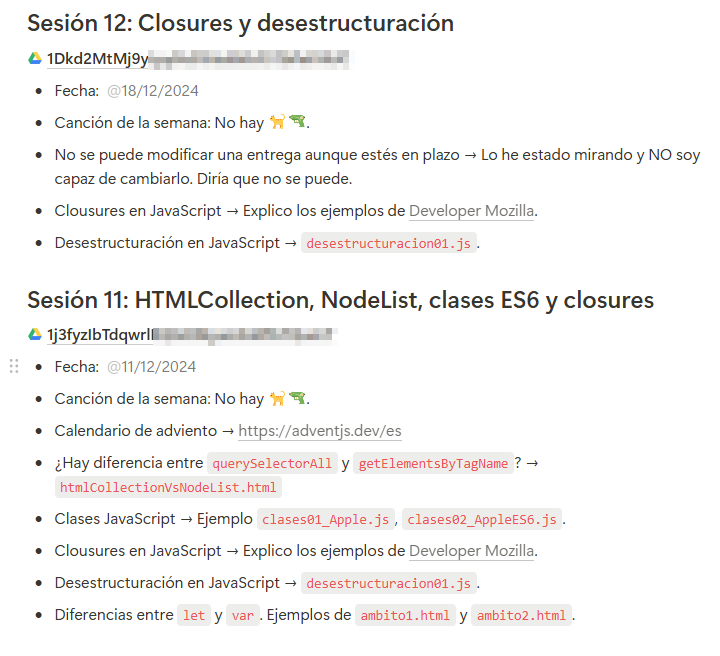 Sesión 12: Closures y desestructuración
1Dkd2MtMj9y
Fecha: @18/12/2024
Canción de la semana: No hay 🐈🔫.
No se puede modificar una entrega aunque estés en plazo → Lo he estado mirando y NO soy
capaz de cambiarlo. Diría que no se puede.
Clousures en JavaScript → Explico los ejemplos de Developer Mozilla.
Desestructuración en JavaScript → desestructuracion01.js.
Sesión 11: HTMLCollection, NodeList, clases ES6 y closures
Fecha: @11/12/2024
Canción de la semana: No hay 🐈🔫.
Calendario de adviento → https://adventjs.dev/es
¿Hay diferencia entre querySelectorAll y getElementsByTagName? →
htmlCollectionVsNodeList.html
Clases JavaScript → Ejemplo clases01_Apple.js, clases02_AppleES6.js.
Clousures en JavaScript → Explico los ejemplos de Developer Mozilla.
Desestructuración en JavaScript → desestructuracion01.js.
Diferencias entre let y var. Ejemplos de ambito1.html y ambito2.html.